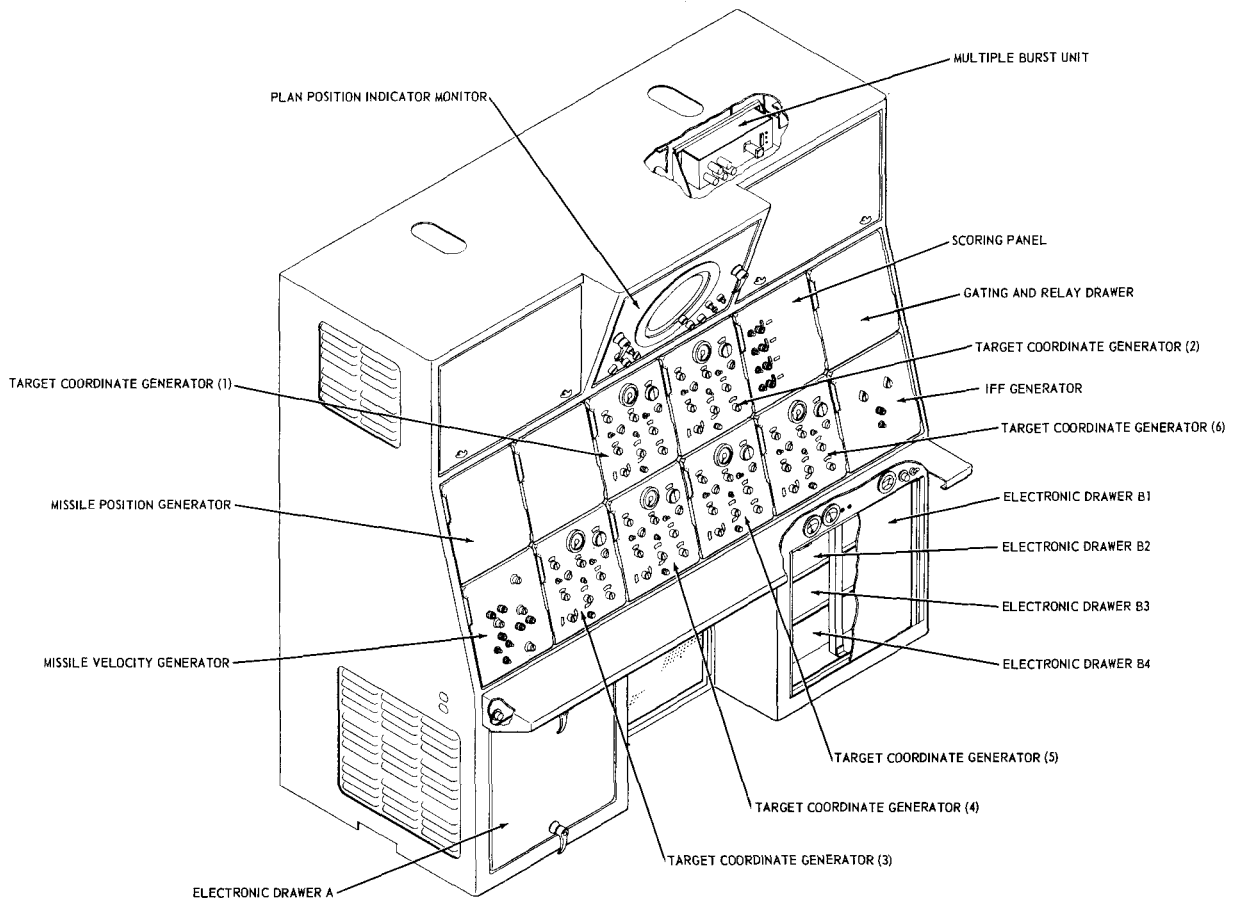 MULTIPLE BURST UNIT
PLAN POSITION INDICATOR MONITOR
SCORING PANEL
GATING AND RELAY DRAWER
TARGET COORDINATE GENERATOR (2)
TARGET COORDINATE GENERATOR (1)
IFF GENERATOR
TARGET COORDINATE GENERATOR (6)
MISSILE POSITION GENERATOR
ELECTRONIC DRAWER B1
ELECTRONIC DRAWER B2
ELECTRONIC DRAWER B3
MISSILE VELOCITY GENERATOR
ELECTRONIC DRAWER B4
TARGET COORDINATE GENERATOR (5)
TARGET COORDINATE GENERATOR (4)
TARGET COORDINATE GENERATOR (3)
ELECTRONIC DRAWER A